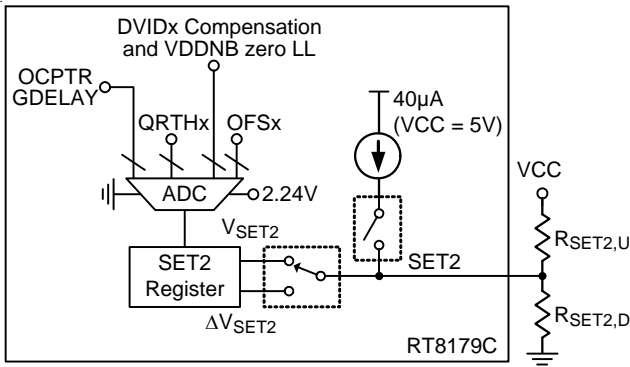 DVIDx Compensation
and VDDNB zero LL
OCPTR
GDELAY
QRTHx
OFSx
40µA
(VCC = 5V)
VCC
ADC
2.24V
VSET2
RSET2,U
SET2
Register
SET2
ΔVSET2
RSET2,D
RT8179C